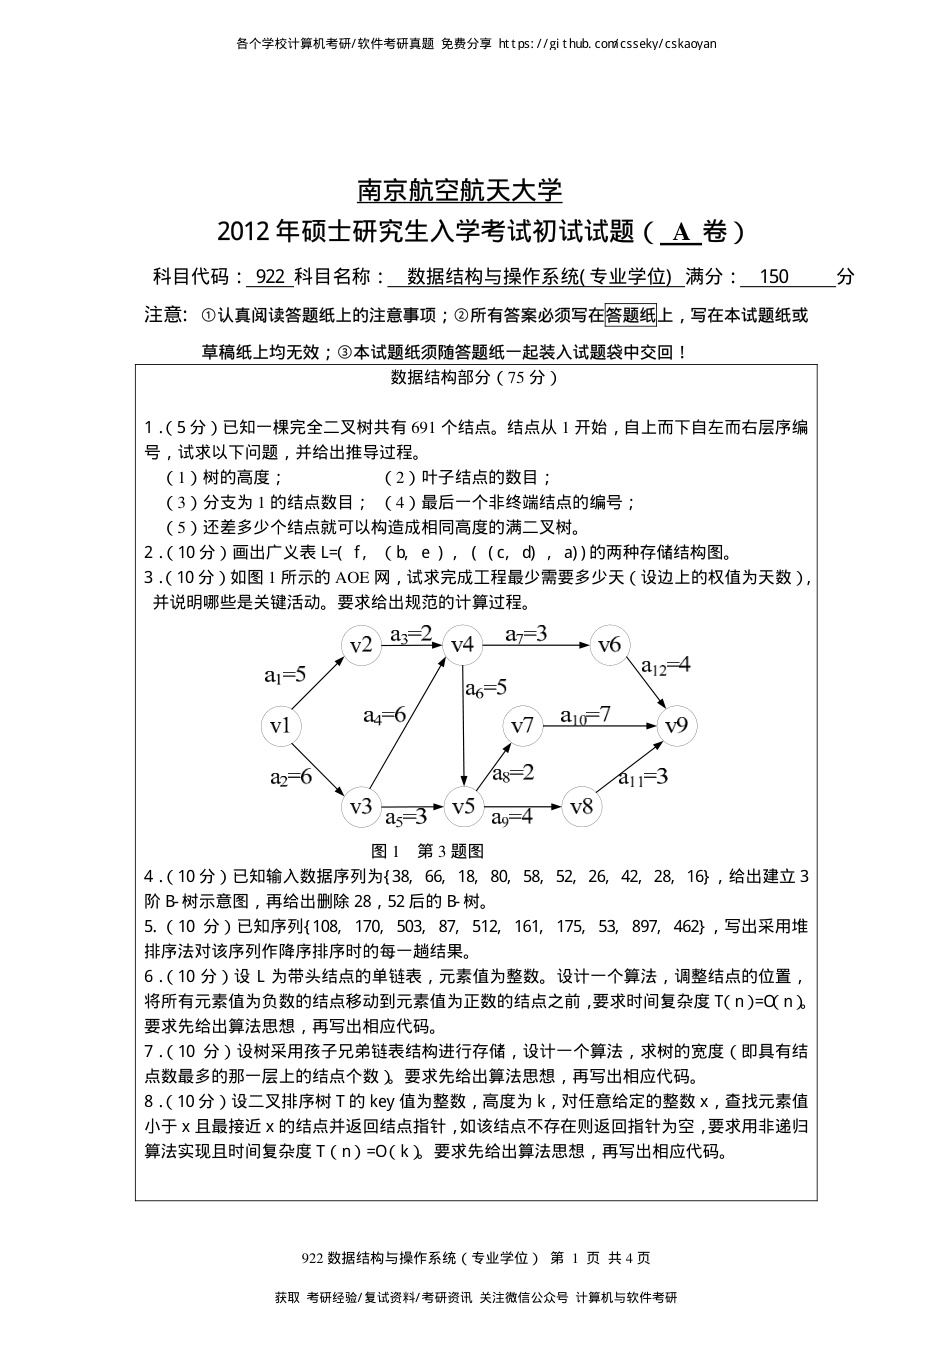 各个学校计算机考研/软件考研真题 免费分享 https://github.com/csseky/cskaoyan
南京航空航天大学
2012 年硕士研究生入学考试初试试题（ A 卷）
科目代码： 922 科目名称： 数据结构与操作系统(专业学位) 满分： 150 分
注意: ①认真阅读答题纸上的注意事项；②所有答案必须写在答题纸上，写在本试题纸或
草稿纸上均无效；③本试题纸须随答题纸一起装入试题袋中交回！
数据结构部分（75 分）
1．（5 分）已知一棵完全二叉树共有 691 个结点。结点从 1 开始，自上而下自左而右层序编
号，试求以下问题，并给出推导过程。
（1）树的高度； （2）叶子结点的数目；
（3）分支为 1 的结点数目； （4）最后一个非终端结点的编号；
（5）还差多少个结点就可以构造成相同高度的满二叉树。
2．（10 分）画出广义表 L=( f, （b, e ）,（（c, d）, a))的两种存储结构图。
3．（10 分）如图 1 所示的 AOE 网，试求完成工程最少需要多少天（设边上的权值为天数），
并说明哪些是关键活动。要求给出规范的计算过程。
v2 a3=2 v4 a7=3 v6
a1=5 a12=4
a6=5
v1 a4=6 v7 a10=7 v9
a2=6 a8=2 a11=3
v3 a5=3 v5 a9=4 v8
图 1 第 3 题图
4．（10 分）已知输入数据序列为{38, 66, 18, 80, 58, 52, 26, 42, 28, 16}，给出建立 3
阶 B-树示意图，再给出删除 28，52 后的 B-树。
5.（10 分）已知序列{108, 170, 503, 87, 512, 161, 175, 53, 897, 462}，写出采用堆
排序法对该序列作降序排序时的每一趟结果。
6．（10 分）设 L 为带头结点的单链表，元素值为整数。设计一个算法，调整结点的位置，
将所有元素值为负数的结点移动到元素值为正数的结点之前，要求时间复杂度 T(n)=O(n)。
要求先给出算法思想，再写出相应代码。
7．（10 分）设树采用孩子兄弟链表结构进行存储，设计一个算法，求树的宽度（即具有结
点数最多的那一层上的结点个数）。要求先给出算法思想，再写出相应代码。
8．（10 分）设二叉排序树 T 的 key 值为整数，高度为 k，对任意给定的整数 x，查找元素值
小于 x 且最接近 x 的结点并返回结点指针，如该结点不存在则返回指针为空，要求用非递归
算法实现且时间复杂度 T（n）=O（k）。要求先给出算法思想，再写出相应代码。
922 数据结构与操作系统（专业学位） 第 1 页 共 4 页
获取 考研经验/复试资料/考研资讯 关注微信公众号 计算机与软件考研